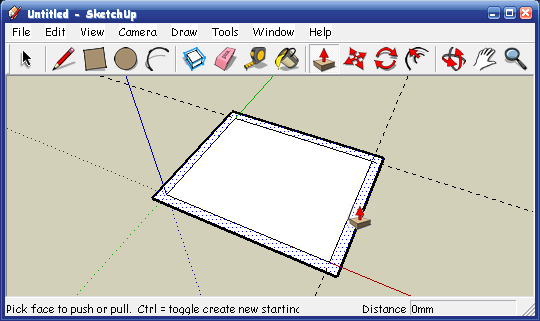 Untitled - SketchUp
File Edit View Camera Draw Tools Window Help
Pick face to push or pull. Ctrl = toggle create new starting Distance 0mm